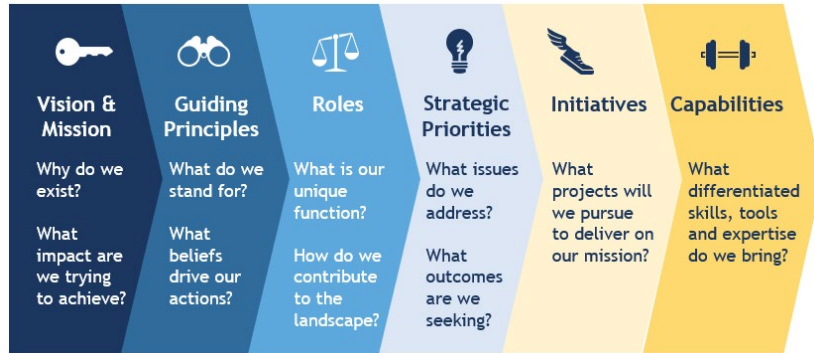 Vision &
Mission
Why do we
exist?
What
impact are
we trying
to achieve?
Guiding
Principles
What do we
stand for?
What
beliefs
drive our
actions?
Roles
What is our
unique
function?
How do we
contribute
to the
landscape?
Strategic
Priorities
What issues
do we
address?
What
outcomes
are we
seeking?
Initiatives
What
projects will
we pursue
to deliver on
our mission?
Capabilities
What
differentiated
skills, tools
and expertise
do we bring?